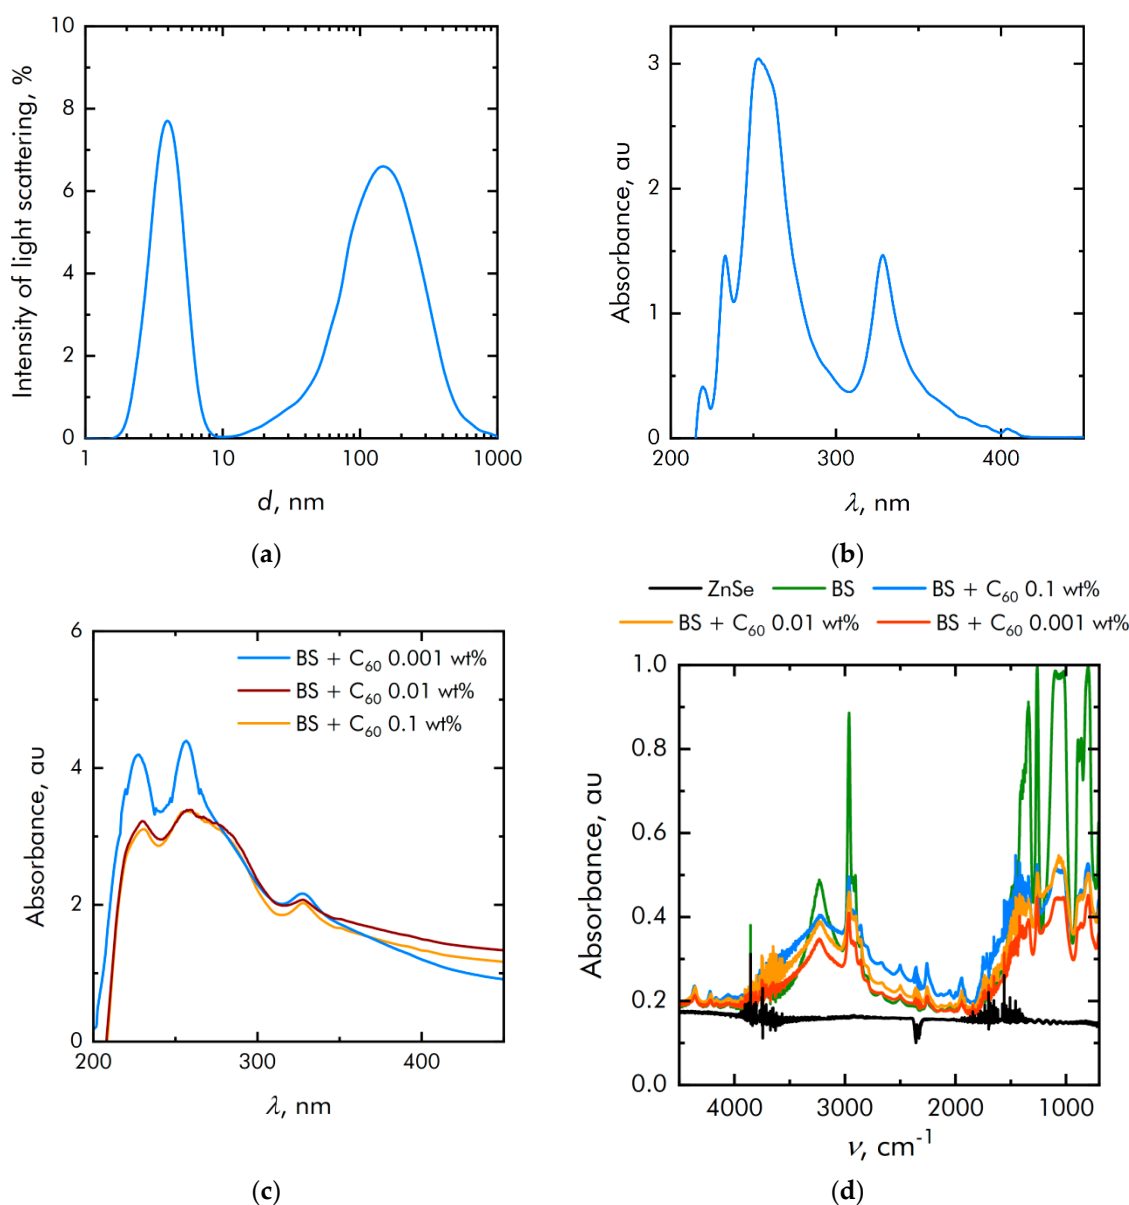 10
8
6
4
2
0
Intensity of light scattering, %
1
10
100
1000
d, nm
(a)
3
2
1
0
Absorbance, au
200
300
400
λ, nm
(b)
6
4
2
0
Absorbance, au
BS + C60 0.001 wt%
BS + C60 0.01 wt%
BS + C60 0.1 wt%
200
300
400
λ, nm
(c)
ZnSe BS BS + C60 0.1 wt%
BS + C60 0.01 wt% BS + C60 0.001 wt%
1.0
0.8
0.6
0.4
0.2
0.0
Absorbance, au
4000
3000
2000
1000
ν, cm-1
(d)